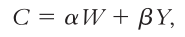 C = αW + βY,